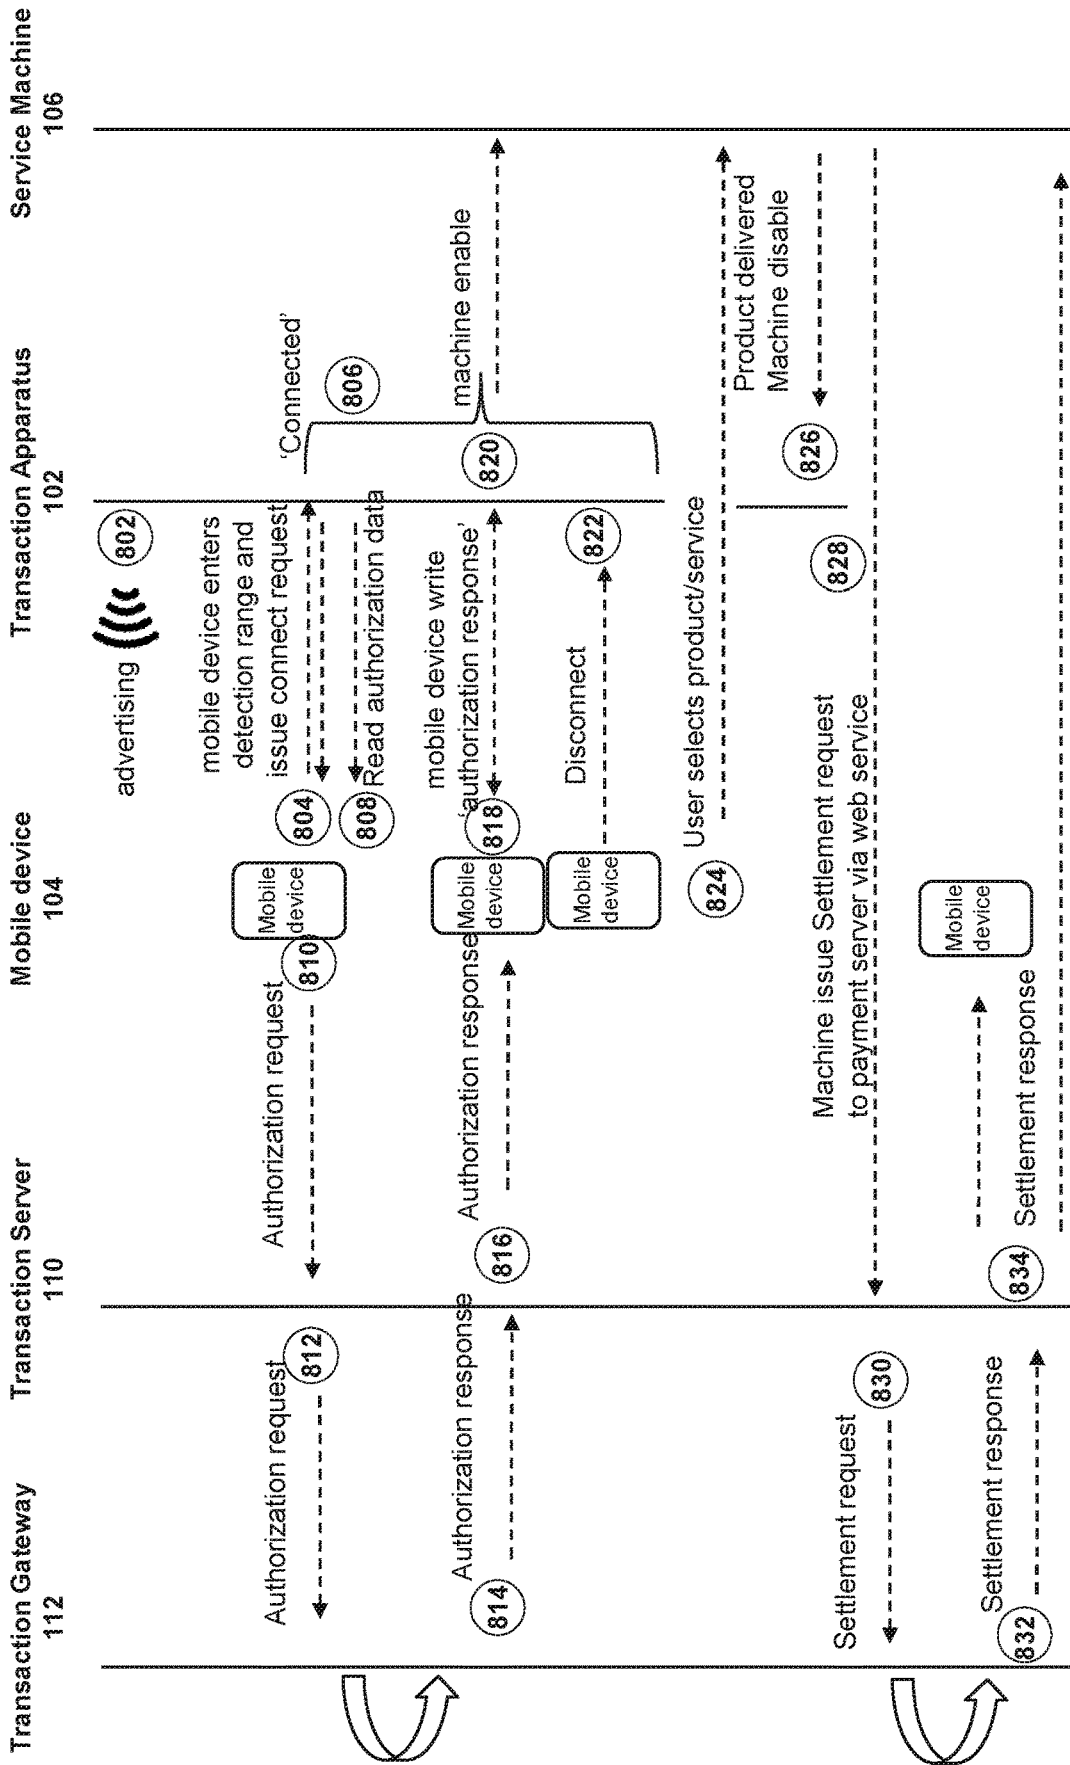 Transaction Gateway
112
Transaction Server
110
Mobile device
104
Transaction Apparatus
102
Service Machine
106
advertising
802
mobile device enters
detection range and
issue connect request
804
'Connected'
806
808
Read authorization data
Mobile
device
810
Authorization request
812
Authorization request
814
Authorization response
816
Authorization response
Mobile
device
818
mobile device write
'authorization response'
820
machine enable
Mobile
device
Disconnect
822
824
User selects product/service
Product delivered
Machine disable
826
828
Machine issue Settlement request
to payment server via web service
830
Settlement request
832
Settlement response
834
Settlement response
Mobile
device